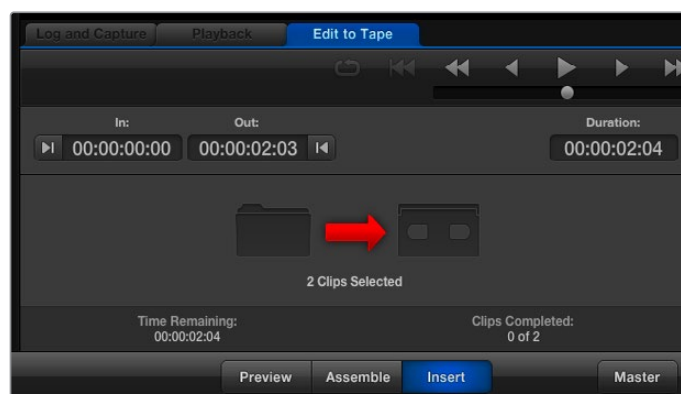 Log and Capture Playback Edit to Tape
In: Out: Duration:
00:00:00:00 00:00:02:03 00:00:02:04
2 Clips Selected
Time Remaining: Clips Completed:
00:00:02:04 0 of 2
Preview Assemble Insert Master